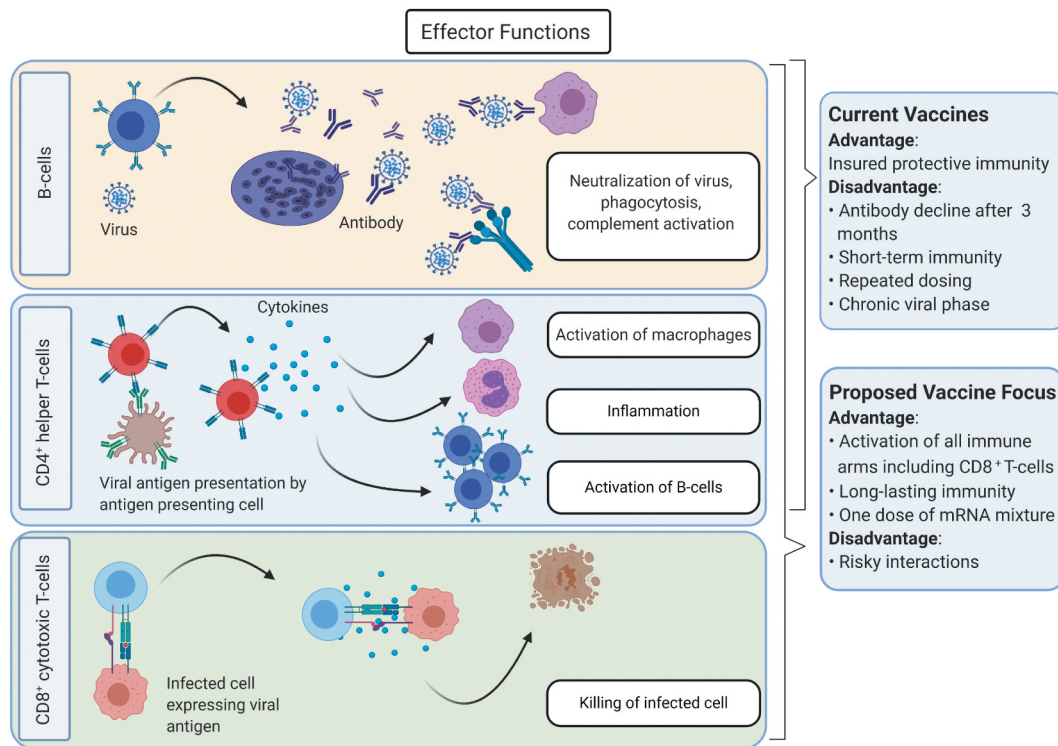 Effector Functions
B-cells
Virus
Antibody
Neutralization of virus,
phagocytosis,
complement activation
CD4⁺ helper T-cells
Cytokines
Viral antigen presentation by
antigen presenting cell
Activation of macrophages
Inflammation
Activation of B-cells
CD8⁺ cytotoxic T-cells
Infected cell
expressing viral
antigen
Killing of infected cell
Current Vaccines
Advantage:
Insured protective immunity
Disadvantage:
• Antibody decline after 3
months
• Short-term immunity
• Repeated dosing
• Chronic viral phase
Proposed Vaccine Focus
Advantage:
• Activation of all immune
arms including CD8⁺ T-cells
• Long-lasting immunity
• One dose of mRNA mixture
Disadvantage:
• Risky interactions